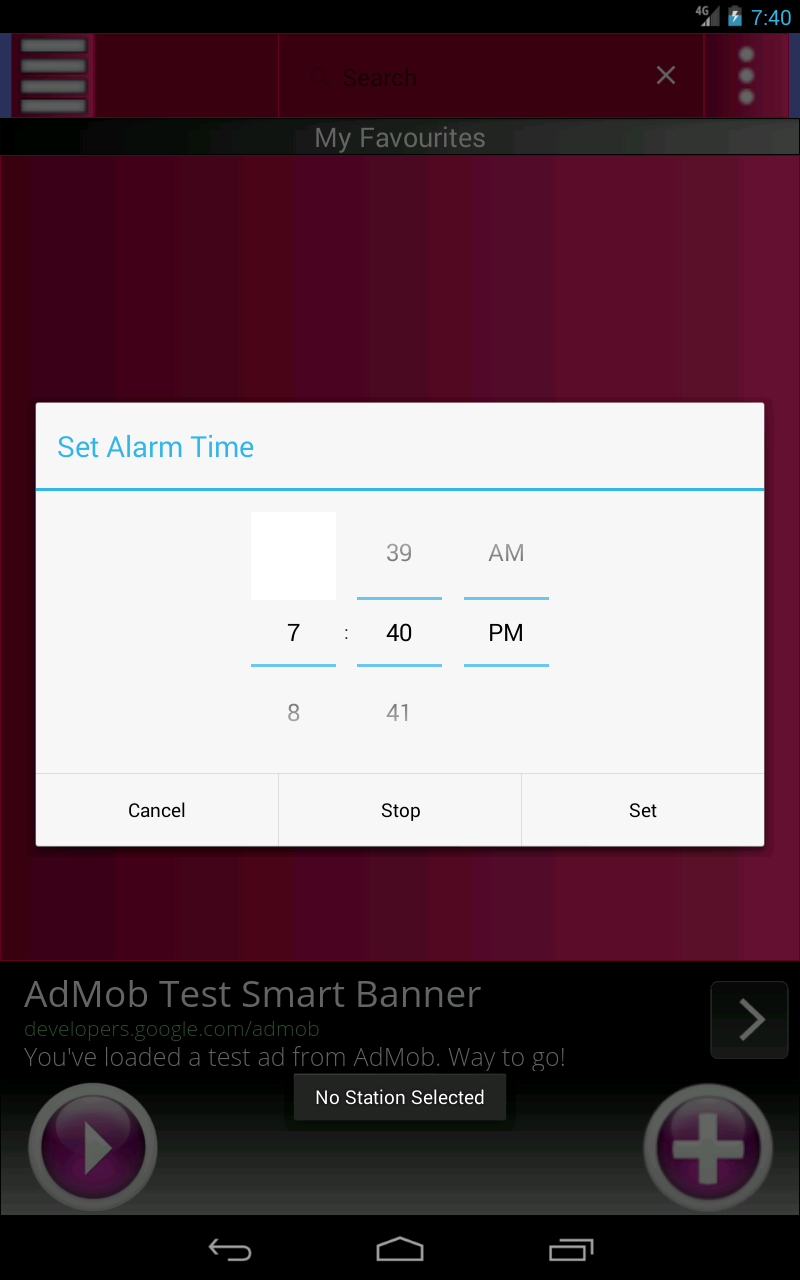 4G 7:40
Search
My Favourites
Set Alarm Time
39 AM
7 : 40 PM
8 41
Cancel Stop Set
AdMob Test Smart Banner
developers.google.com/admob
You've loaded a test ad from AdMob. Way to go!
No Station Selected